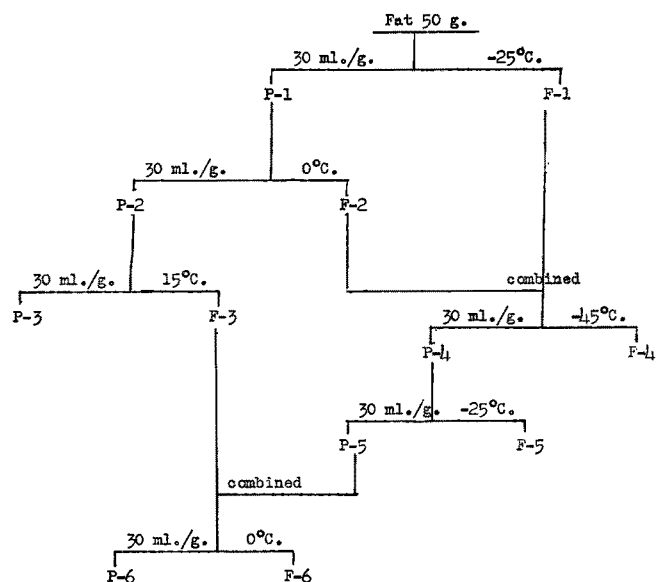 Fat 50 g.
30 ml./g. -25°C.
P-1 F-1
30 ml./g. 0°C.
P-2 F-2
30 ml./g. 15°C. combined
P-3 F-3 30 ml./g. -45°C.
P-4 F-4
30 ml./g. -25°C.
P-5 F-5
combined
30 ml./g. 0°C.
P-6 F-6